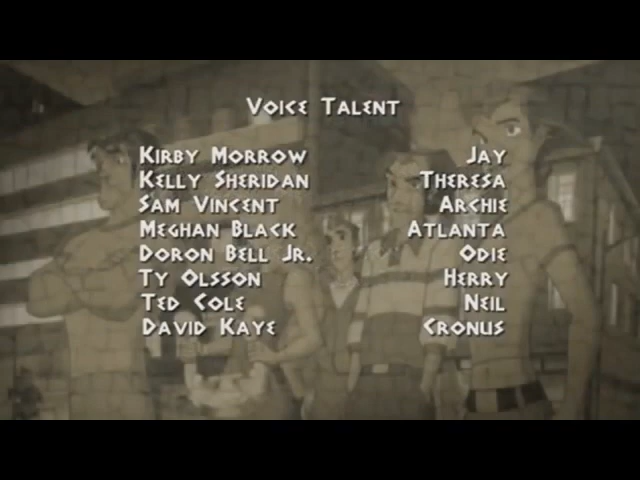 Voice Talent
Kirby Morrow Jay
Kelly Sheridan Theresa
Sam Vincent Archie
Meghan Black Atlanta
Doron Bell Jr. Odie
Ty Olsson Herry
Ted Cole Neil
David Kaye Cronus